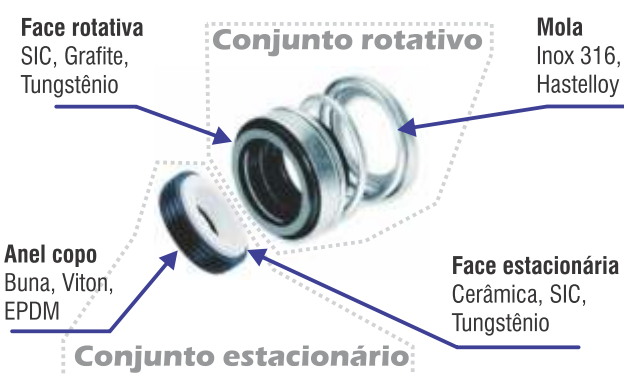 Face rotativa
SIC, Grafite,
Tungstênio
Conjunto rotativo
Mola
Inox 316,
Hastelloy
Anel copo
Buna, Viton,
EPDM
Face estacionária
Cerâmica, SIC,
Tungstênio
Conjunto estacionário